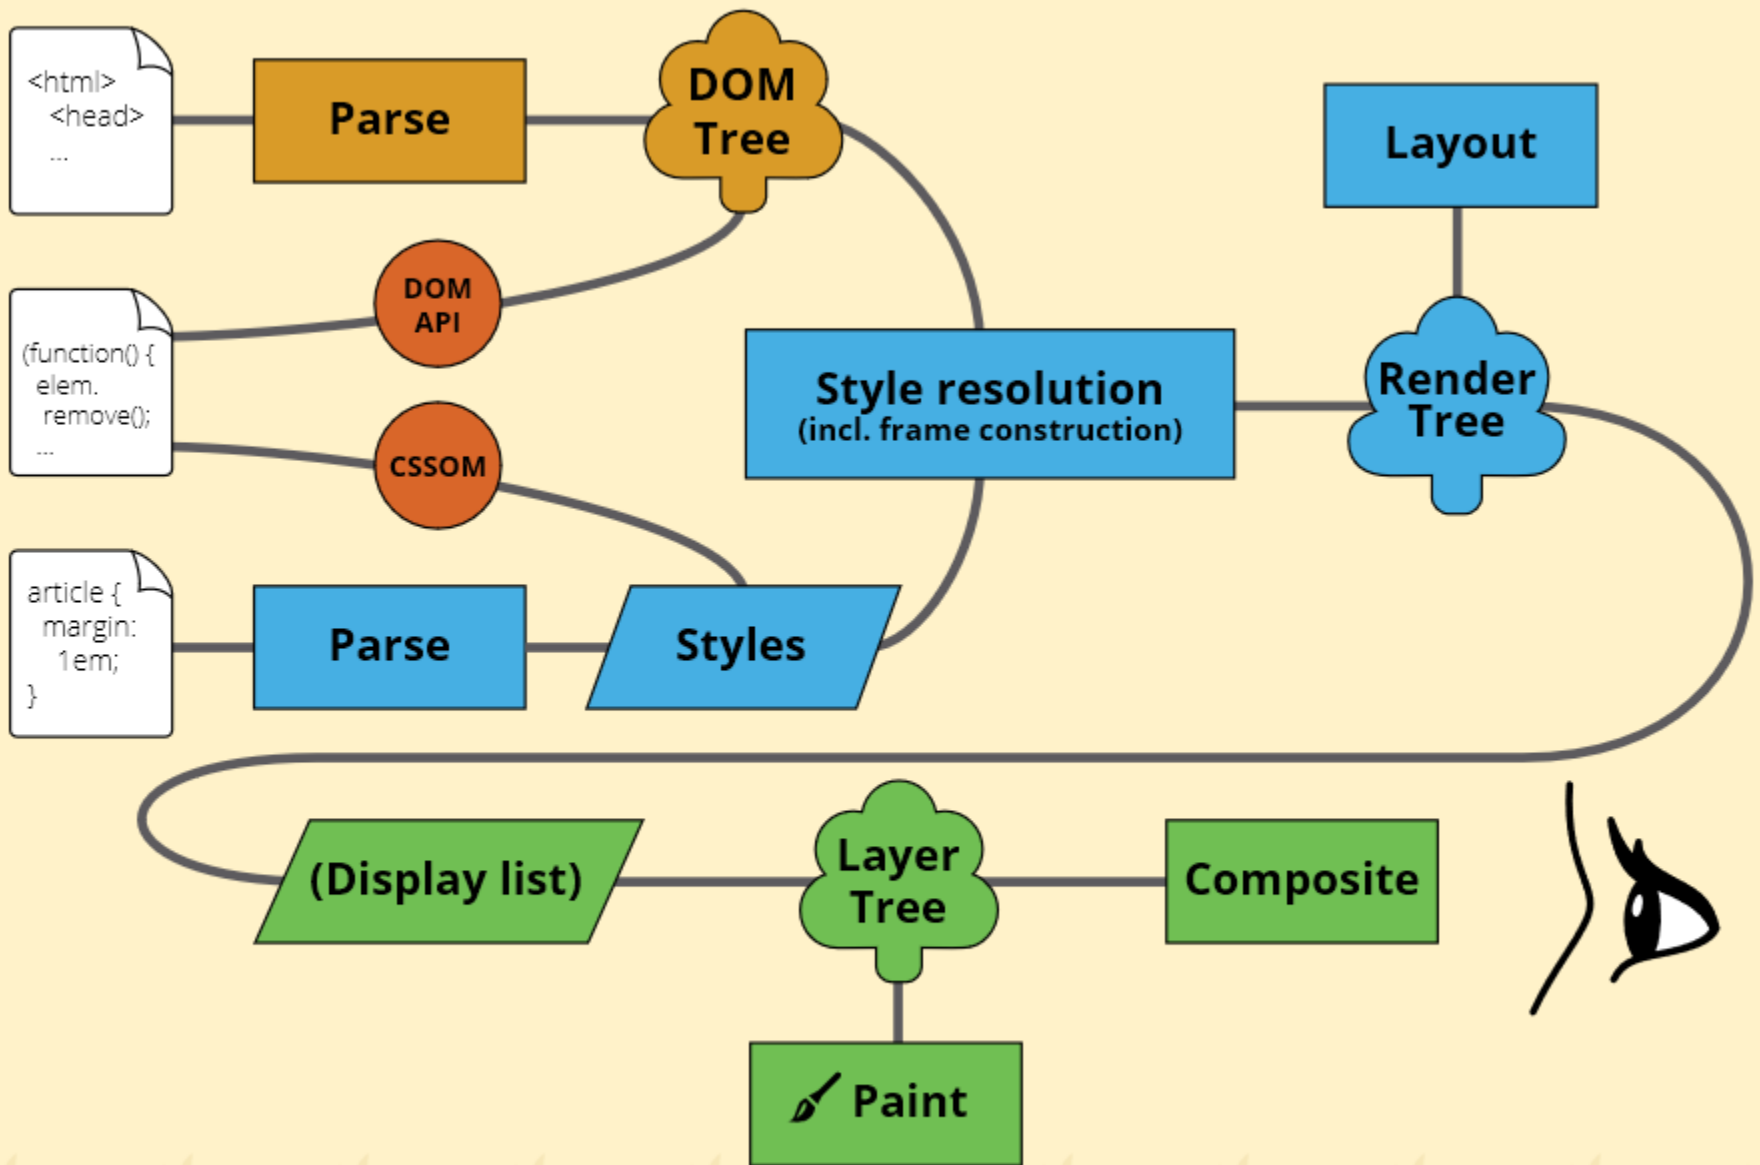 <html>
<head>
...
Parse
DOM
Tree
Layout
DOM
API
(function() {
elem.
remove();
...
CSSOM
Style resolution
(incl. frame construction)
Render
Tree
article {
margin:
1em;
}
Parse
Styles
(Display list)
Layer
Tree
Composite
Paint